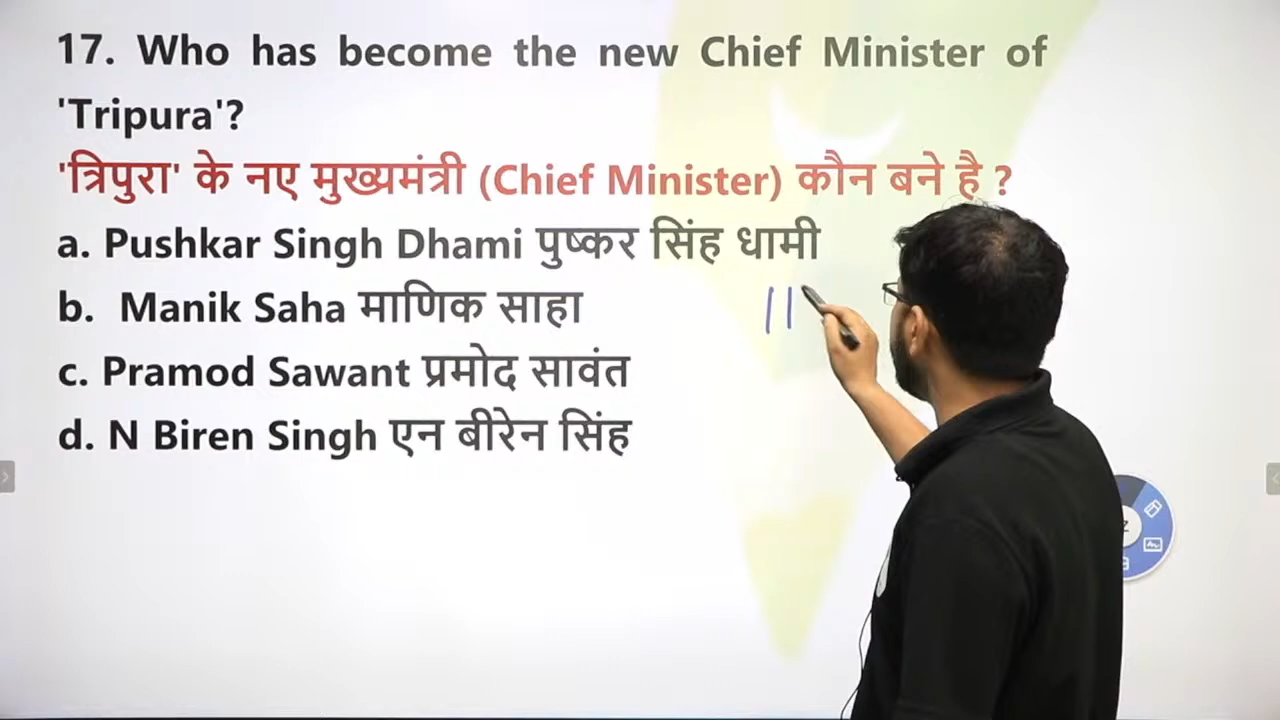 17. Who has become the new Chief Minister of
'Tripura'?
'त्रिपुरा' के नए मुख्यमंत्री (Chief Minister) कौन बने है ?
a. Pushkar Singh Dhami पुष्कर सिंह धामी
b. Manik Saha माणिक साहा
11
c. Pramod Sawant प्रमोद सावंत
d. N Biren Singh एन बीरेन सिंह